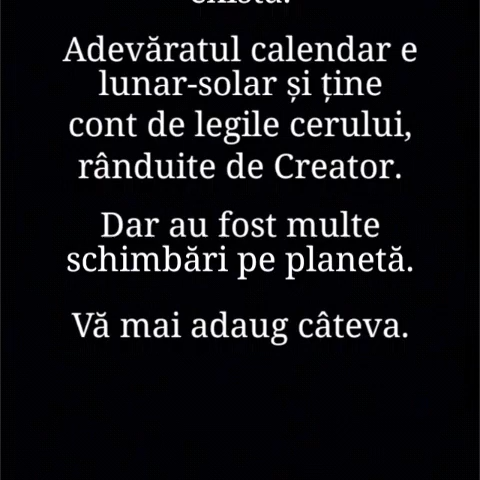 Adevăratul calendar e
lunar-solar și ține
cont de legile cerului,
rânduite de Creator.
Dar au fost multe
schimbări pe planetă.
Vă mai adaug câteva.